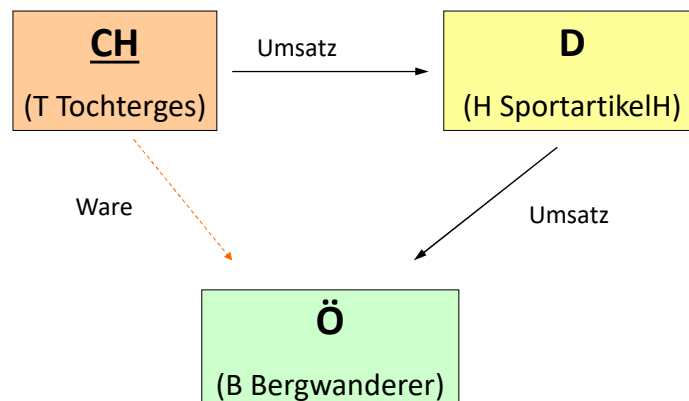 CH
Umsatz
D
(T Tochterges)
(H SportartikelH)
Ware
Umsatz
Ö
(B Bergwanderer)